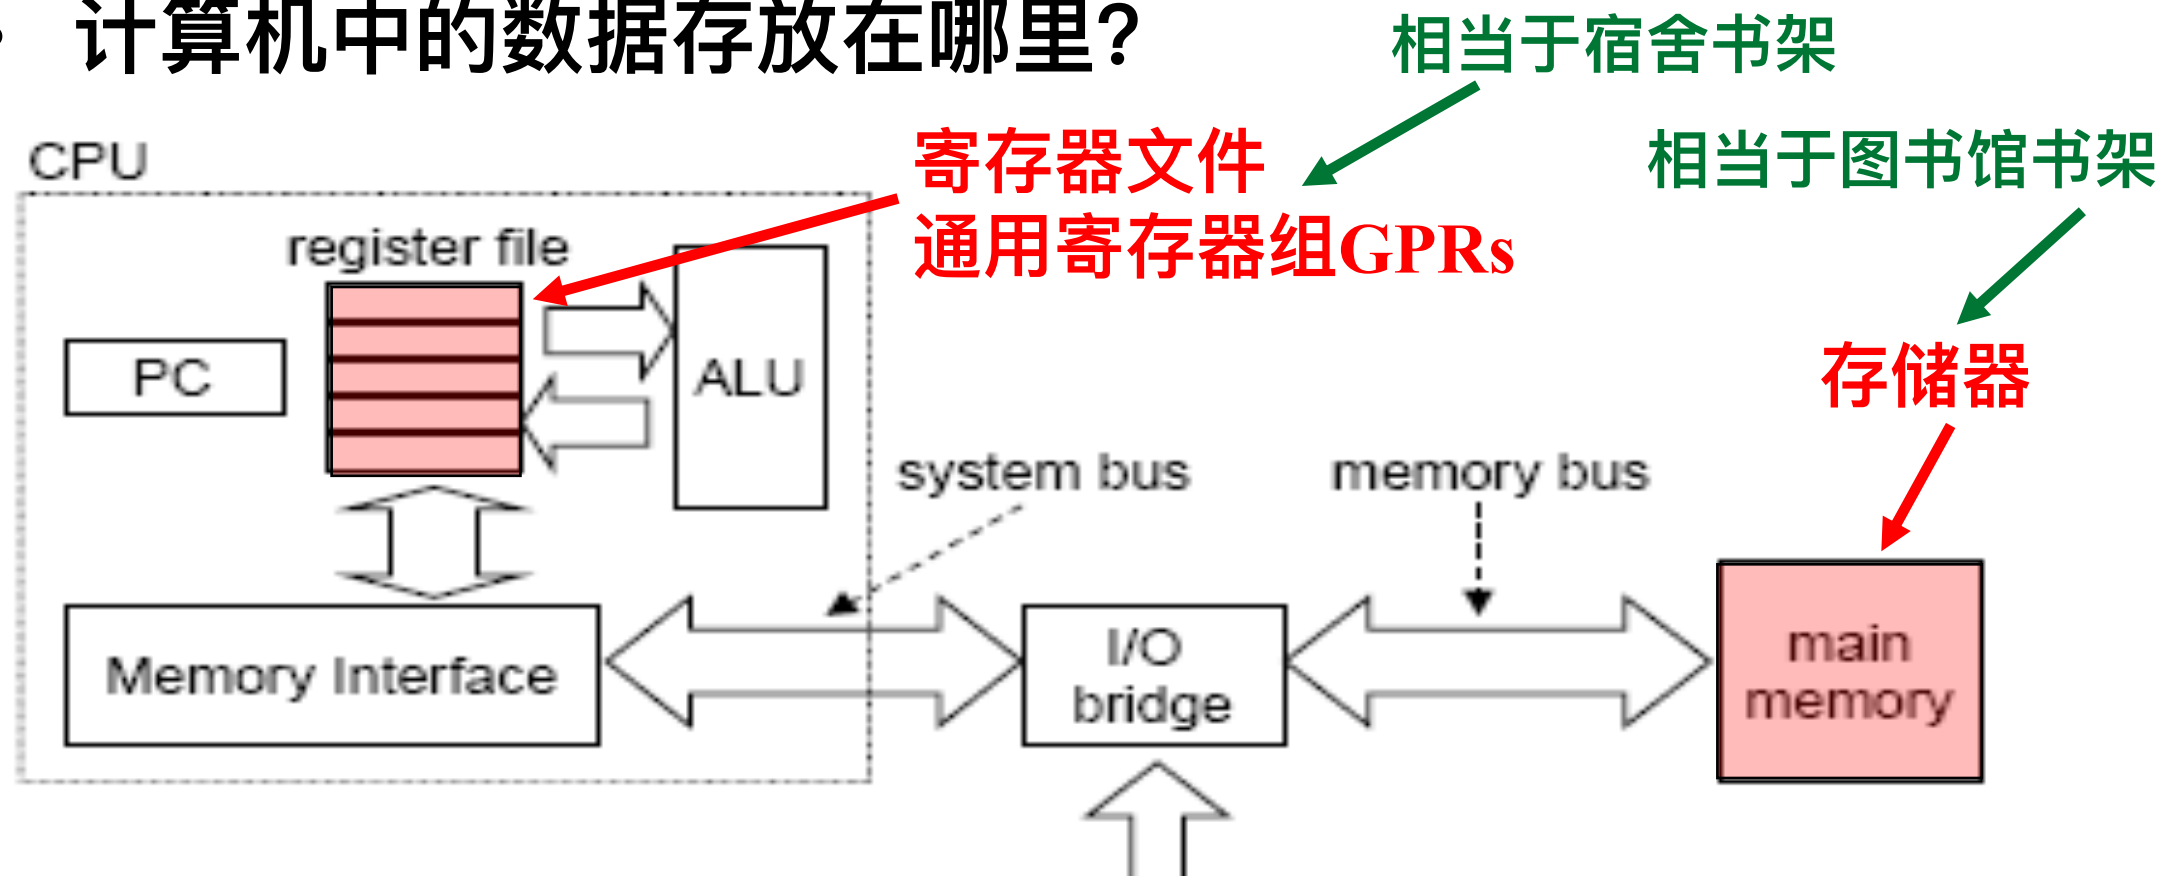 • 计算机中的数据存放在哪里?
相当于宿舍书架
相当于图书馆书架
寄存器文件
通用寄存器组GPRs
存储器
CPU
register file
PC
ALU
system bus
memory bus
Memory Interface
I/O
bridge
main
memory